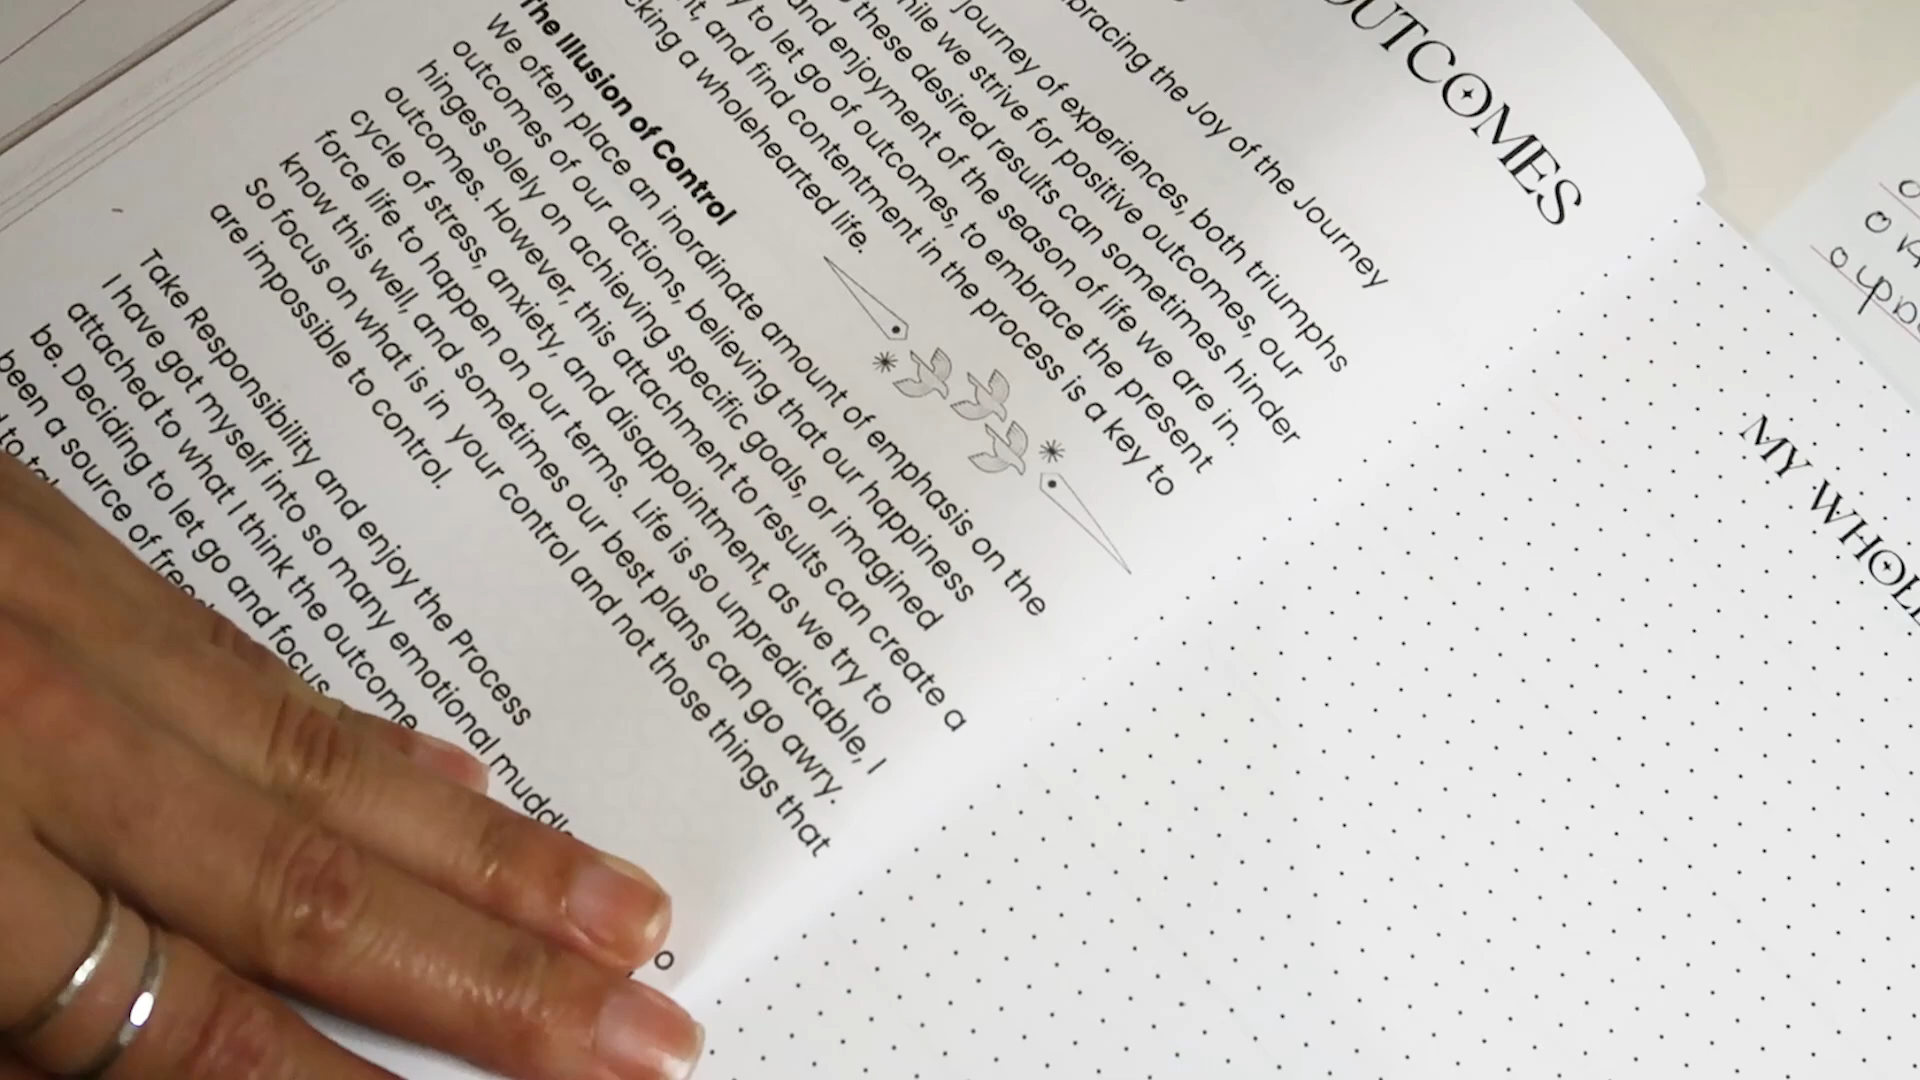 OUTCOMES
bracing the Joy of the Journey
journey of experiences, both triumphs
while we strive for positive outcomes, our
these desired results can sometimes hinder
and enjoyment of the season of life we are in.
to let go of outcomes, to embrace the present
it, and find contentment in the process is a key to
a wholehearted life.
The Illusion of Control
We often place an inordinate amount of emphasis on the
outcomes of our actions, believing that our happiness
hinges solely on achieving specific goals, or imagined
outcomes. However, this attachment to results can create a
cycle of stress, anxiety, and disappointment, as we try to
force life to happen on our terms. Life is so unpredictable, I
know this well, and sometimes our best plans can go awry.
So focus on what is in your control and not those things that
are impossible to control.
Take Responsibility and enjoy the Process
I have got myself into so many emotional muddl
attached to what I think the outcome
be. Deciding to let go and focus
been a source of free
MY WHOLE